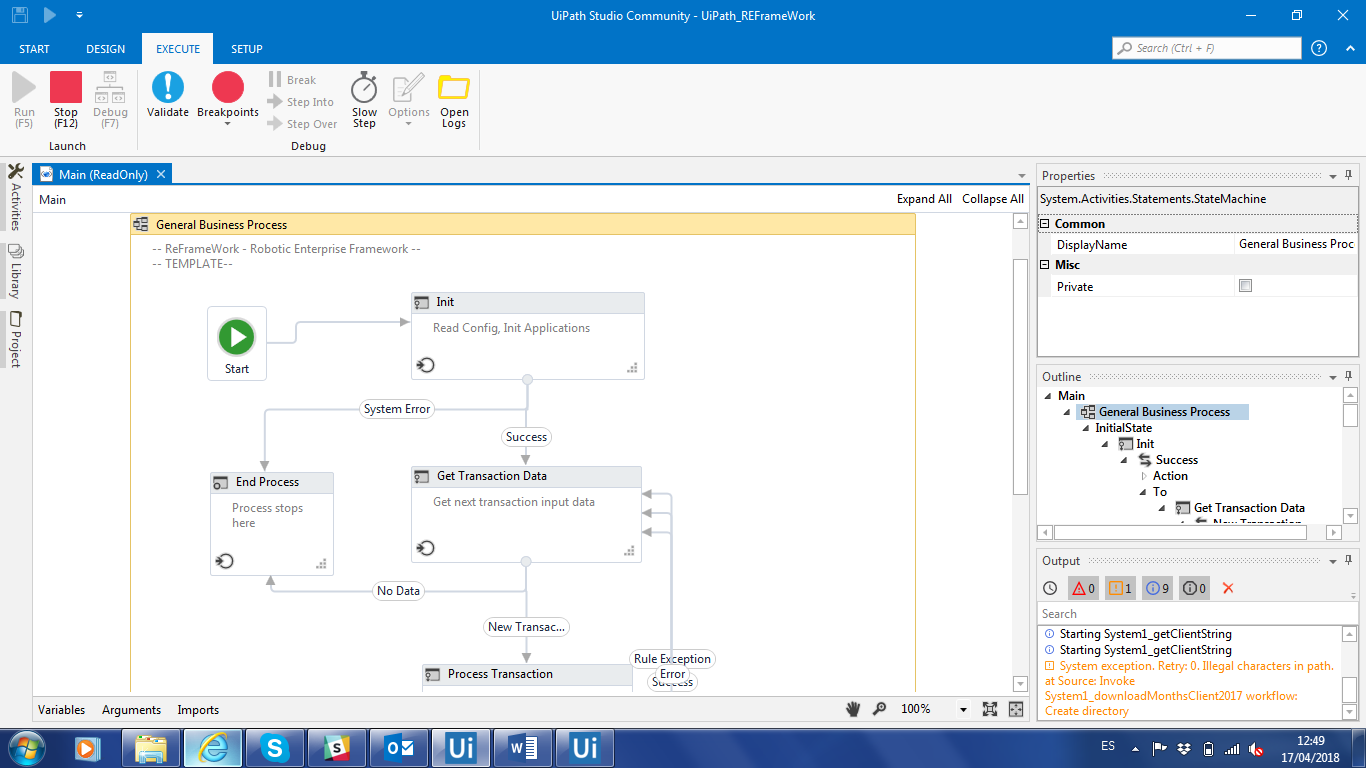 UiPath Studio Community - UiPath_REFrameWork
START DESIGN EXECUTE SETUP
Search (Ctrl + F)
Run (F5)
Stop (F12)
Debug (F7)
Launch
Validate
Breakpoints
Break
Step Into
Step Over
Slow Step
Options
Open Logs
Debug
Activities
Library
Project
Main (ReadOnly)
Main
Expand All Collapse All
General Business Process
-- ReFrameWork - Robotic Enterprise Framework --
-- TEMPLATE--
Start
Init
Read Config, Init Applications
System Error
Success
End Process
Process stops
here
Get Transaction Data
Get next transaction input data
No Data
New Transac...
Process Transaction
Rule Exception
Error
Success
Variables Arguments Imports
100%
Properties
System.Activities.Statements.StateMachine
Common
DisplayName General Business Proc
Misc
Private
Outline
Main
General Business Process
InitialState
Init
Success
Action
To
Get Transaction Data
New Transaction
Output
0 1 9 0
Search
Starting System1_getClientString
Starting System1_getClientString
System exception. Retry: 0. Illegal characters in path.
at Source: Invoke
System1_downloadMonthsClient2017 workflow:
Create directory
ES
12:49
17/04/2018